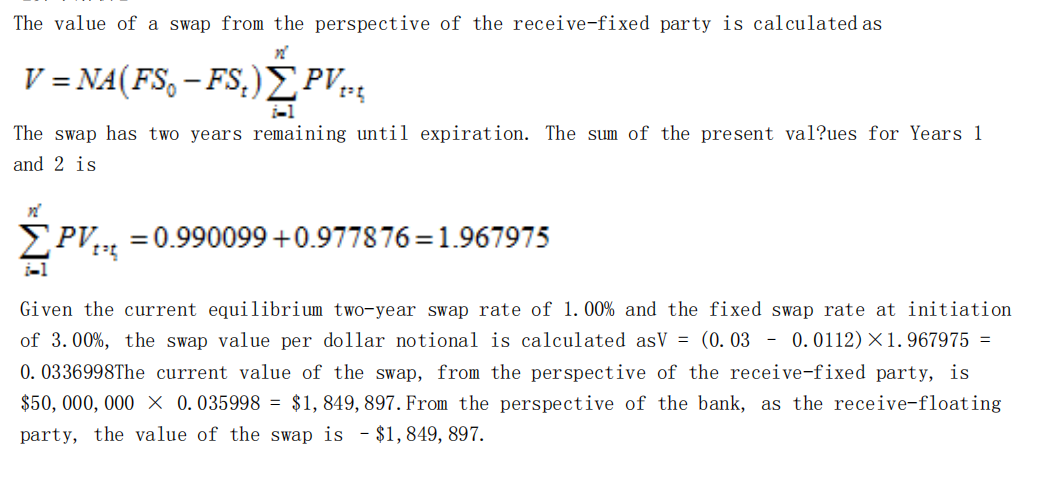 The value of a swap from the perspective of the receive-fixed party is calculated as
V = NA(FS₀ − FSₜ) ∑_{i=1}^{n'} PV_{t,t_i}
The swap has two years remaining until expiration. The sum of the present val?ues for Years 1
and 2 is
∑_{i=1}^{n'} PV_{t,t_i} = 0.990099 + 0.977876 = 1.967975
Given the current equilibrium two-year swap rate of 1.00% and the fixed swap rate at initiation
of 3.00%, the swap value per dollar notional is calculated asV = (0.03 - 0.0112)×1.967975 =
0.0336998The current value of the swap, from the perspective of the receive-fixed party, is
$50,000,000 × 0.035998 = $1,849,897.From the perspective of the bank, as the receive-floating
party, the value of the swap is -$1,849,897.